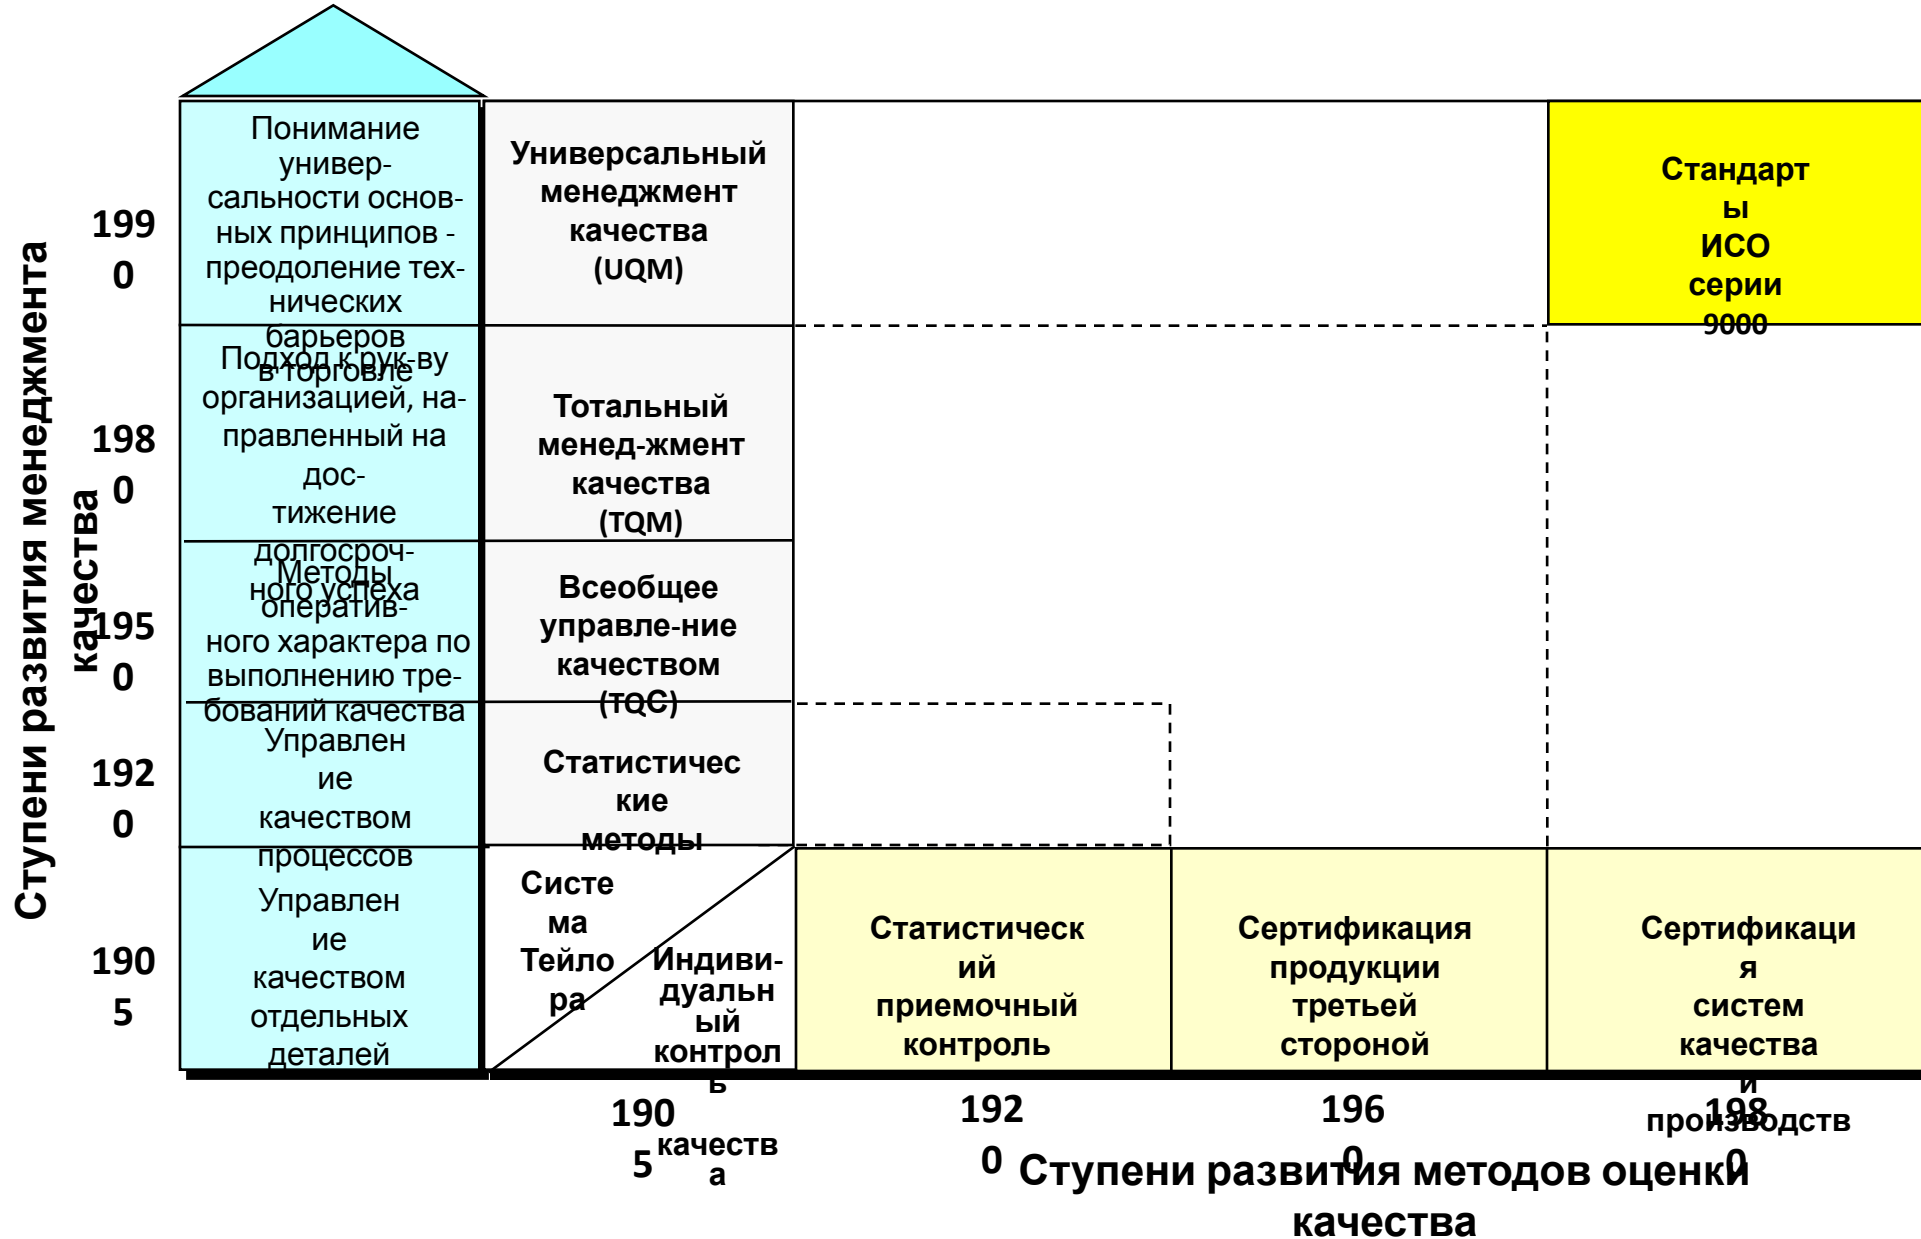 Ступени развития менеджмента
качества
199
0
198
0
195
0
192
0
190
5
Понимание
универ-
сальности основ-
ных принципов -
преодоление тех-
нических
барьеров
в торговле
Подход к рук-ву
организацией, на-
правленный на
дос-
тижение
долгосроч-
ного успеха
Методы
оператив-
ного характера по
выполнению тре-
бований качества
Управлен
ие
качеством
процессов
Управлен
ие
качеством
отдельных
деталей
Универсальный
менеджмент
качества
(UQM)
Тотальный
менед-жмент
качества
(TQM)
Всеобщее
управле-ние
качеством
(TQC)
Статистичес
кие
методы
Систе
ма
Тейло
ра
Индиви-
дуальн
ый
контрол
ь
качеств
а
Статистическ
ий
приемочный
контроль
Сертификация
продукции
третьей
стороной
Сертификаци
я
систем
качества
и
производств
Стандарт
ы
ИСО
серии
9000
190
5
192
0
196
0
198
0
Ступени развития методов оценки
качества